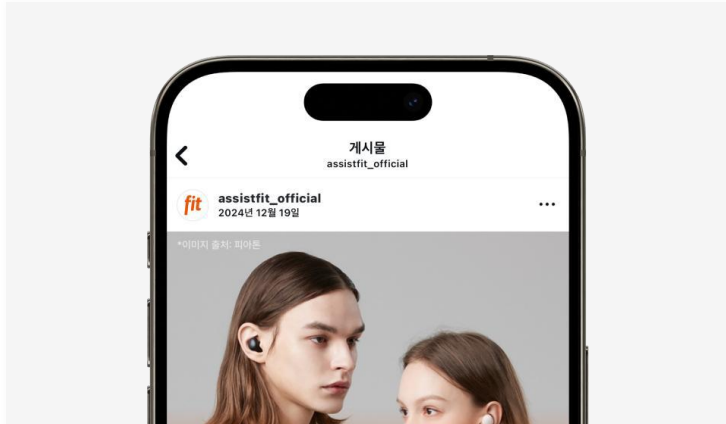 게시물
assistfit_official
fit
assistfit_official
2024년 12월 19일
*이미지 출처: 피아톤